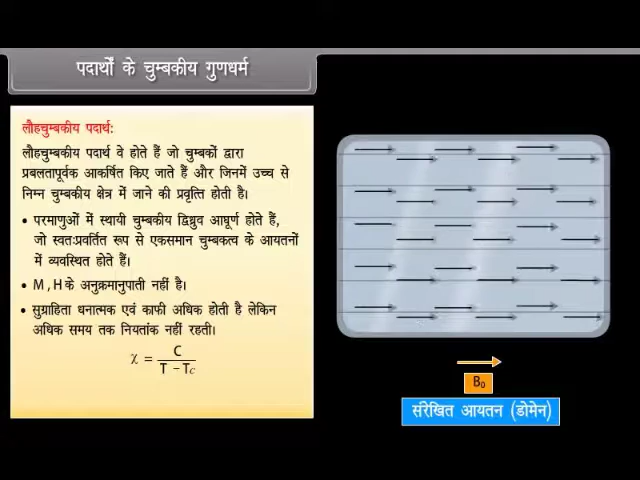 पदार्थों के चुम्बकीय गुणधर्म
लौहचुम्बकीय पदार्थ:
लौहचुम्बकीय पदार्थ वे होते हैं जो चुम्बकों द्वारा
प्रबलतापूर्वक आकर्षित किए जाते हैं और जिनमें उच्च से
निम्न चुम्बकीय क्षेत्र में जाने की प्रवृत्ति होती है।
• परमाणुओं में स्थायी चुम्बकीय द्विध्रुव आघूर्ण होते हैं,
जो स्वतःप्रवर्तित रूप से एकसमान चुम्बकत्व के आयतनों
में व्यवस्थित होते हैं।
• M , H के अनुक्रमानुपाती नहीं है।
• सुग्राहिता धनात्मक एवं काफी अधिक होती है लेकिन
अधिक समय तक नियतांक नहीं रहती।
χ = C / (T − Tc)
B₀
संरेखित आयतन (डोमेन)